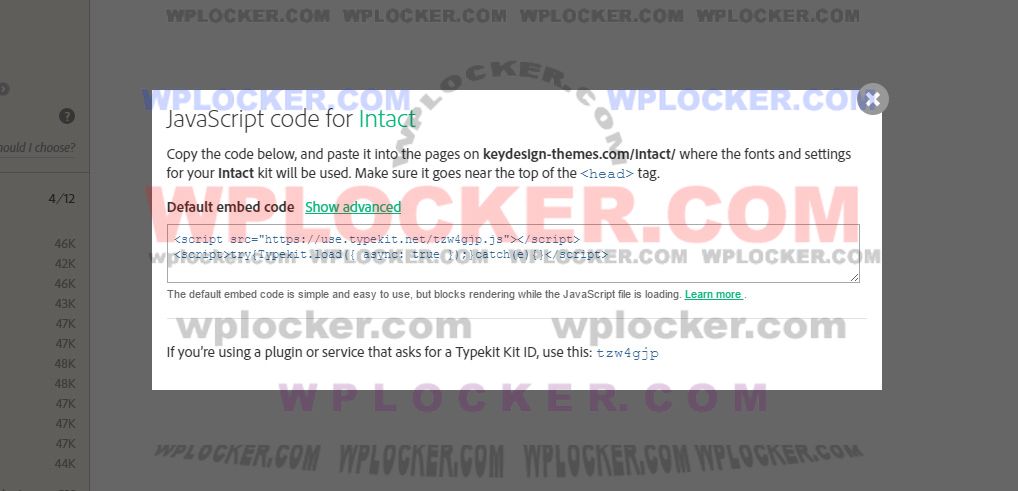 WPLOCKER.COM WPLOCKER.COM WPLOCKER.COM WPLOCKER.COM
WPLOCKER.COM
WPLOCKER.COM WPLOCKER.COM
JavaScript code for Intact
hould I choose?
Copy the code below, and paste it into the pages on keydesign-themes.com/intact/ where the fonts and settings
for your Intact kit will be used. Make sure it goes near the top of the <head> tag.
4/12
WPLOCKER.COM
Default embed code Show advanced
<script src="https://use.typekit.net/tzw4gjp.js"></script>
<script>try{Typekit.load({ async: true });}catch(e){}</script>
WPLOCKER.COM WPLOCKER.COM WPLOCKER.COM WPLOCKER.COM
46K
42K
46K
43K
47K
47K
48K
48K
47K
47K
47K
44K
The default embed code is simple and easy to use, but blocks rendering while the JavaScript file is loading. Learn more .
wplocker.com wplocker.com
If you're using a plugin or service that asks for a Typekit Kit ID, use this: tzw4gjp
WPLOCKER.COM
WPLOCKER.COM WPLOCKER.COM WPLOCKER.COM WPLOCKER.COM